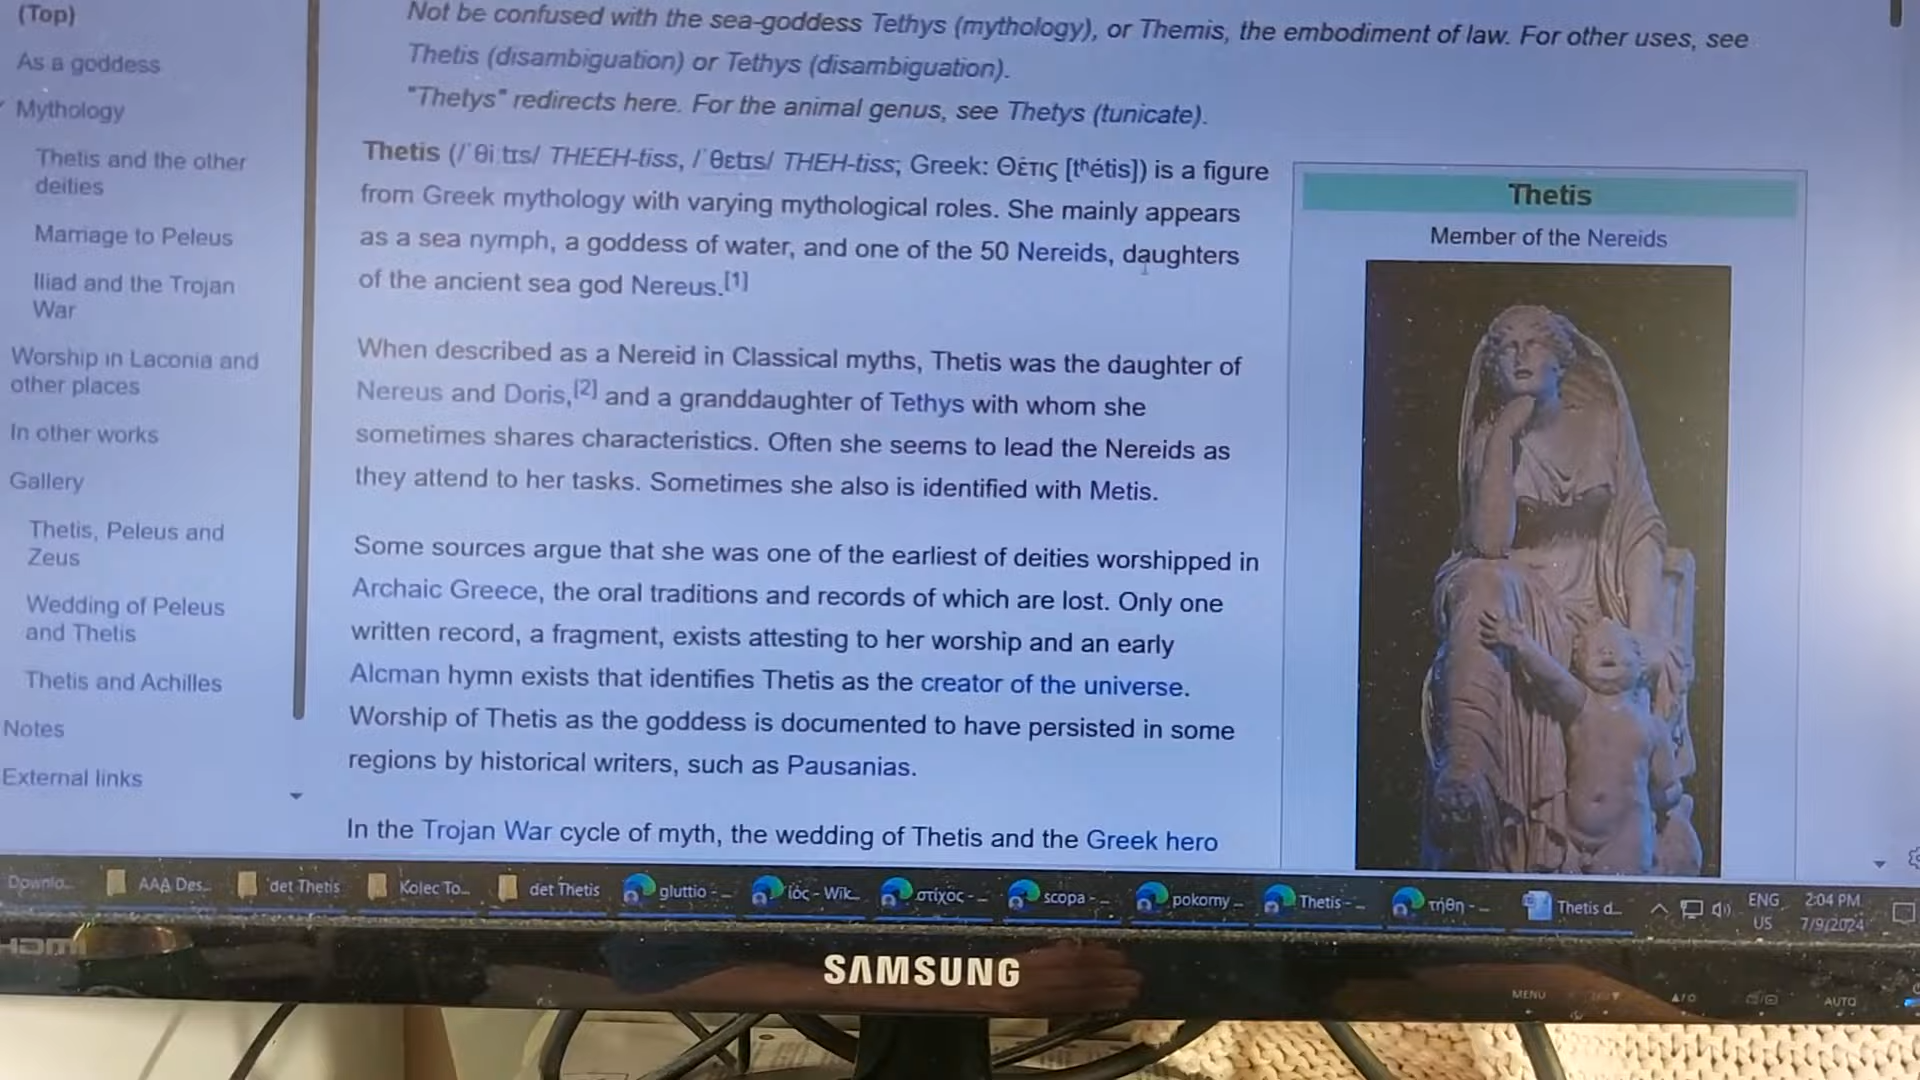 (Top)
As a goddess
Mythology
Thetis and the other
deities
Marriage to Peleus
Iliad and the Trojan
War
Worship in Laconia and
other places
In other works
Gallery
Thetis, Peleus and
Zeus
Wedding of Peleus
and Thetis
Thetis and Achilles
Notes
External links
Not be confused with the sea-goddess Tethys (mythology), or Themis, the embodiment of law. For other uses, see
Thetis (disambiguation) or Tethys (disambiguation).
"Thetys" redirects here. For the animal genus, see Thetys (tunicate).
Thetis (/ˈθiːtɪs/ THEEH-tiss, /ˈθɛtɪs/ THEH-tiss; Greek: Θέτις [tʰétis]) is a figure
from Greek mythology with varying mythological roles. She mainly appears
as a sea nymph, a goddess of water, and one of the 50 Nereids, daughters
of the ancient sea god Nereus.[1]
When described as a Nereid in Classical myths, Thetis was the daughter of
Nereus and Doris,[2] and a granddaughter of Tethys with whom she
sometimes shares characteristics. Often she seems to lead the Nereids as
they attend to her tasks. Sometimes she also is identified with Metis.
Some sources argue that she was one of the earliest of deities worshipped in
Archaic Greece, the oral traditions and records of which are lost. Only one
written record, a fragment, exists attesting to her worship and an early
Alcman hymn exists that identifies Thetis as the creator of the universe.
Worship of Thetis as the goddess is documented to have persisted in some
regions by historical writers, such as Pausanias.
In the Trojan War cycle of myth, the wedding of Thetis and the Greek hero
Thetis
Member of the Nereids
Downlo...
AAA Des...
det Thetis
Kolec To...
det Thetis
gluttio - ...
ἰός - Wik...
στίχος - ...
scopa - ...
pokorny ...
Thetis - ...
τήθη - ...
Thetis d...
ENG
US
2:04 PM
7/9/2024
HDMI
SAMSUNG
MENU
AUTO